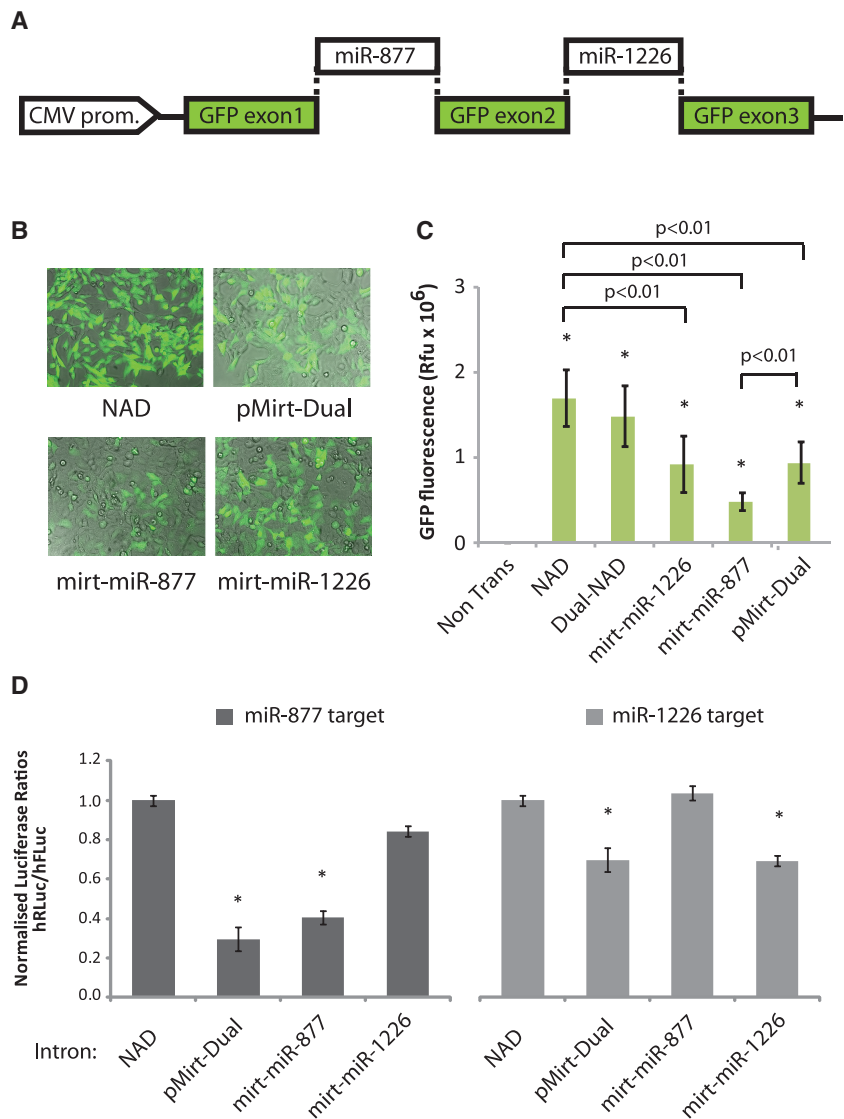 A
miR-877
miR-1226
CMV prom.
GFP exon1
GFP exon2
GFP exon3
B
NAD
pMirt-Dual
mirt-miR-877
mirt-miR-1226
C
p<0.01
p<0.01
p<0.01
p<0.01
GFP fluorescence (Rfu x 10⁶)
3
2
1
0
*
*
*
*
*
Non Trans
NAD
Dual-NAD
mirt-miR-1226
mirt-miR-877
pMirt-Dual
D
miR-877 target
miR-1226 target
Normalised Luciferase Ratios
hRLuc/hFLuc
1.2
1.0
0.8
0.6
0.4
0.2
0.0
*
*
*
*
Intron:
NAD
pMirt-Dual
mirt-miR-877
mirt-miR-1226
NAD
pMirt-Dual
mirt-miR-877
mirt-miR-1226